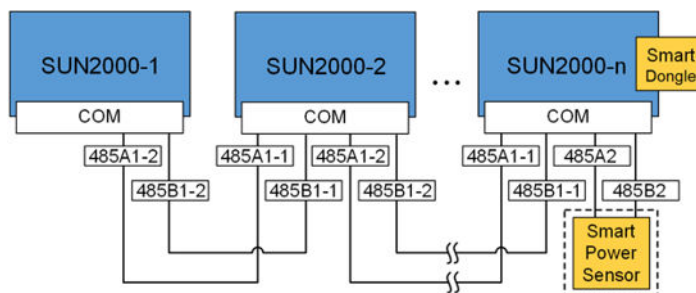 SUN2000-1
SUN2000-2
...
SUN2000-n
Smart
Dongle
COM
COM
COM
485A1-2
485A1-1
485A1-2
485A1-1
485A2
485B1-2
485B1-1
485B1-2
485B1-1
485B2
Smart
Power
Sensor